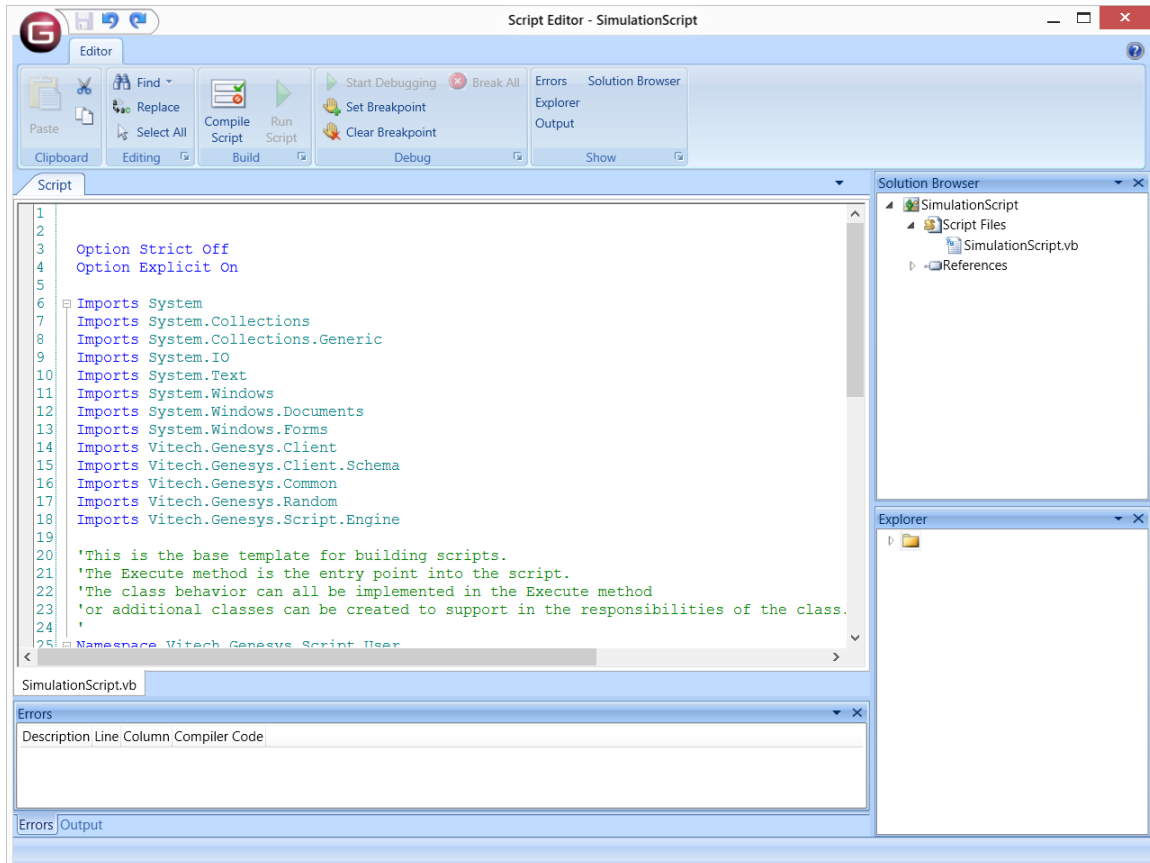 Script Editor - SimulationScript
G
Editor
Paste
Clipboard
Find
Replace
Select All
Editing
Compile Script
Run Script
Build
Start Debugging
Break All
Set Breakpoint
Clear Breakpoint
Debug
Errors
Solution Browser
Explorer
Output
Show
Script
1
2
3 Option Strict Off
4 Option Explicit On
5
6 Imports System
7 Imports System.Collections
8 Imports System.Collections.Generic
9 Imports System.IO
10 Imports System.Text
11 Imports System.Windows
12 Imports System.Windows.Documents
13 Imports System.Windows.Forms
14 Imports Vitech.Genesys.Client
15 Imports Vitech.Genesys.Client.Schema
16 Imports Vitech.Genesys.Common
17 Imports Vitech.Genesys.Random
18 Imports Vitech.Genesys.Script.Engine
19
20 'This is the base template for building scripts.
21 'The Execute method is the entry point into the script.
22 'The class behavior can all be implemented in the Execute method
23 'or additional classes can be created to support in the responsibilities of the class.
24 '
25 Namespace Vitech.Genesys.Script.User
SimulationScript.vb
Errors
Description Line Column Compiler Code
Errors Output
Solution Browser
SimulationScript
Script Files
SimulationScript.vb
References
Explorer